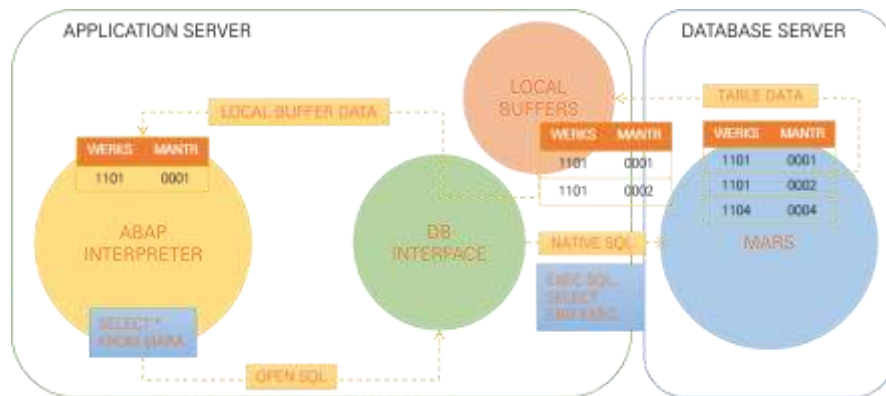 APPLICATION SERVER
DATABASE SERVER
LOCAL BUFFERS
TABLE DATA
LOCAL BUFFER DATA
WERKS MANTR
1101 0001
WERKS MANTR
1101 0001
1101 0002
WERKS MANTR
1101 0001
1101 0002
1104 0004
ABAP
INTERPRETER
DB
INTERFACE
NATIVE SQL
MARS
EXEC SQL.
SELECT
END EXEC.
SELECT *
FROM MARA
OPEN SQL